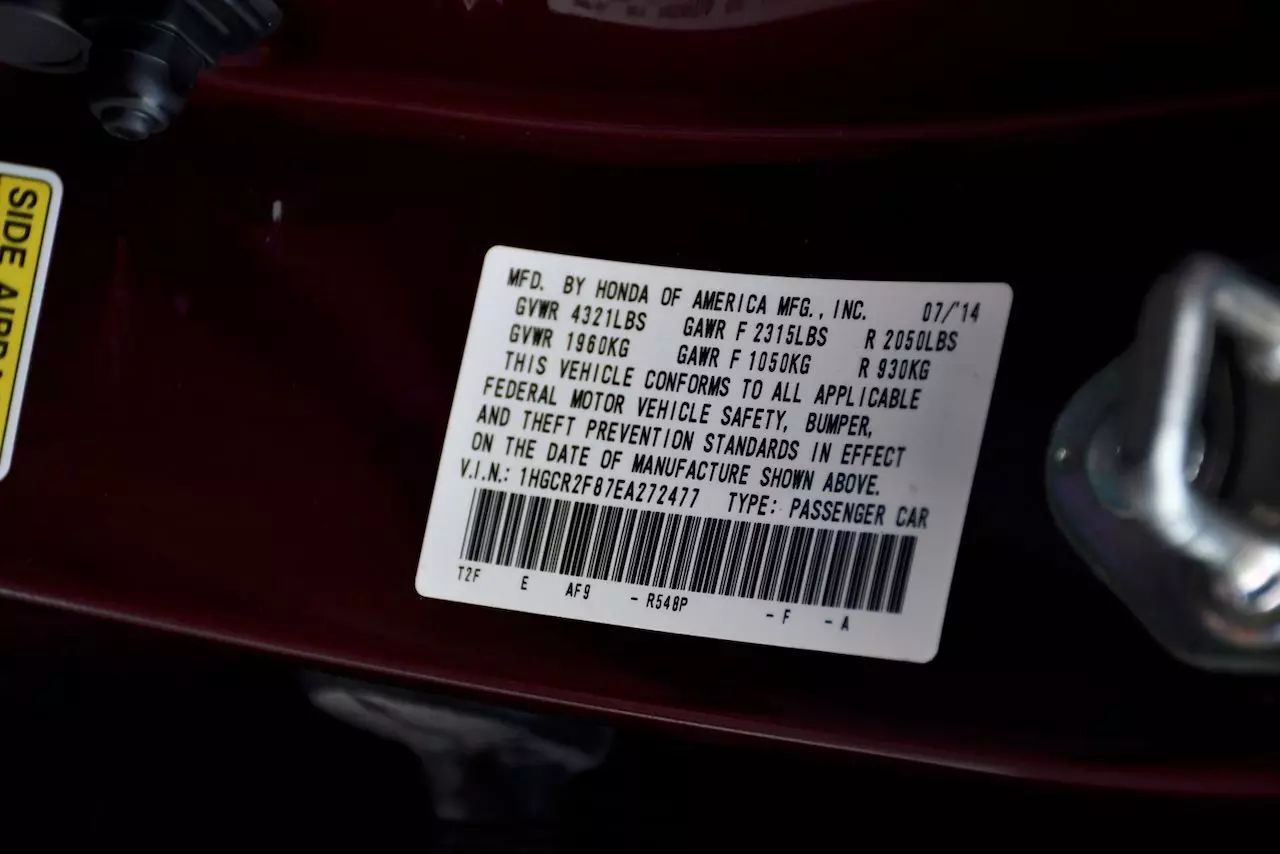 SIDE AIR
MFD. BY HONDA OF AMERICA MFG., INC. 07/'14
GVWR 4321LBS GAWR F 2315LBS R 2050LBS
GVWR 1960KG GAWR F 1050KG R 930KG
THIS VEHICLE CONFORMS TO ALL APPLICABLE
FEDERAL MOTOR VEHICLE SAFETY, BUMPER,
AND THEFT PREVENTION STANDARDS IN EFFECT
ON THE DATE OF MANUFACTURE SHOWN ABOVE.
V.I.N.: 1HGCR2F87EA272477 TYPE: PASSENGER CAR
T2F E AF9 - R548P - F - A